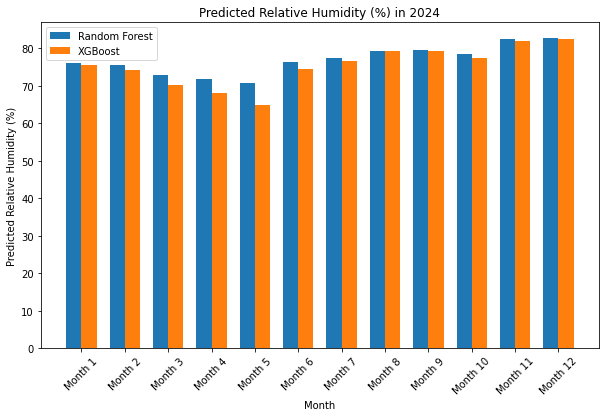 Predicted Relative Humidity (%) in 2024
Random Forest
XGBoost
Predicted Relative Humidity (%)
80
70
60
50
40
30
20
10
0
Month 1
Month 2
Month 3
Month 4
Month 5
Month 6
Month 7
Month 8
Month 9
Month 10
Month 11
Month 12
Month